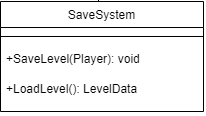 SaveSystem
+SaveLevel(Player): void
+LoadLevel(): LevelData